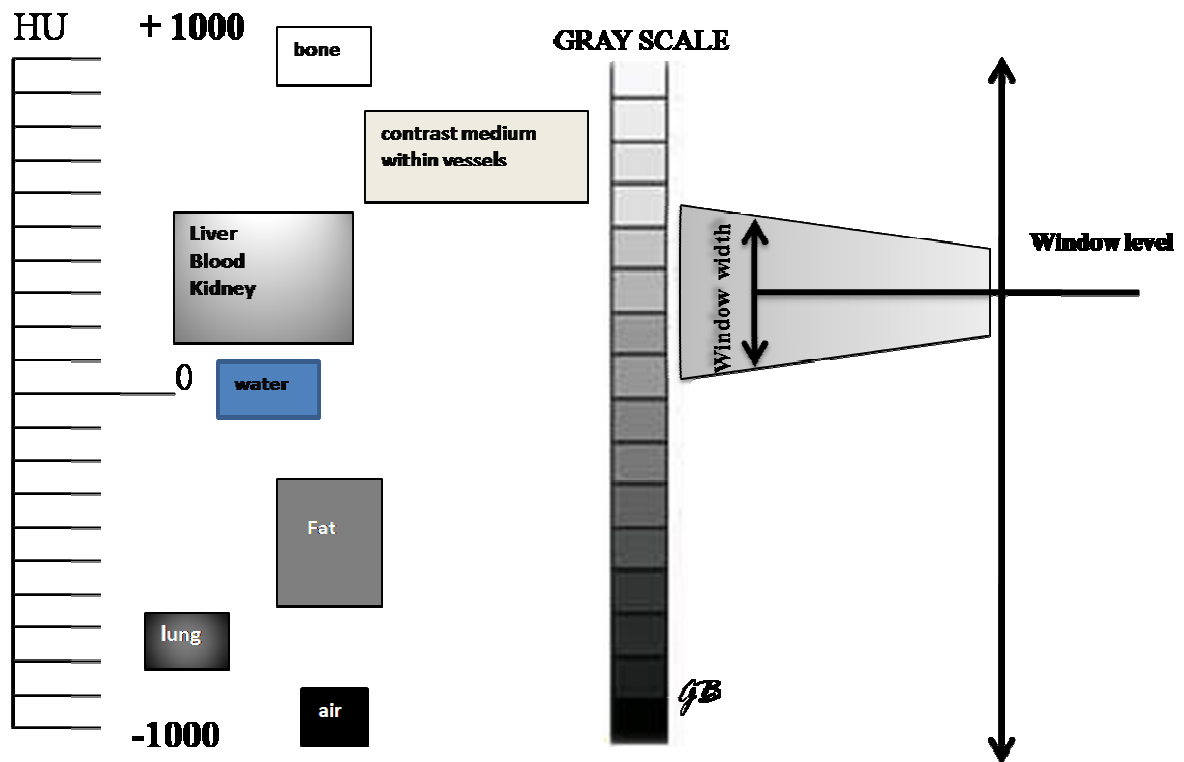 HU
+ 1000
bone
GRAY SCALE
contrast medium
within vessels
Liver
Blood
Kidney
Window width
Window level
0
water
Fat
lung
GB
air
-1000